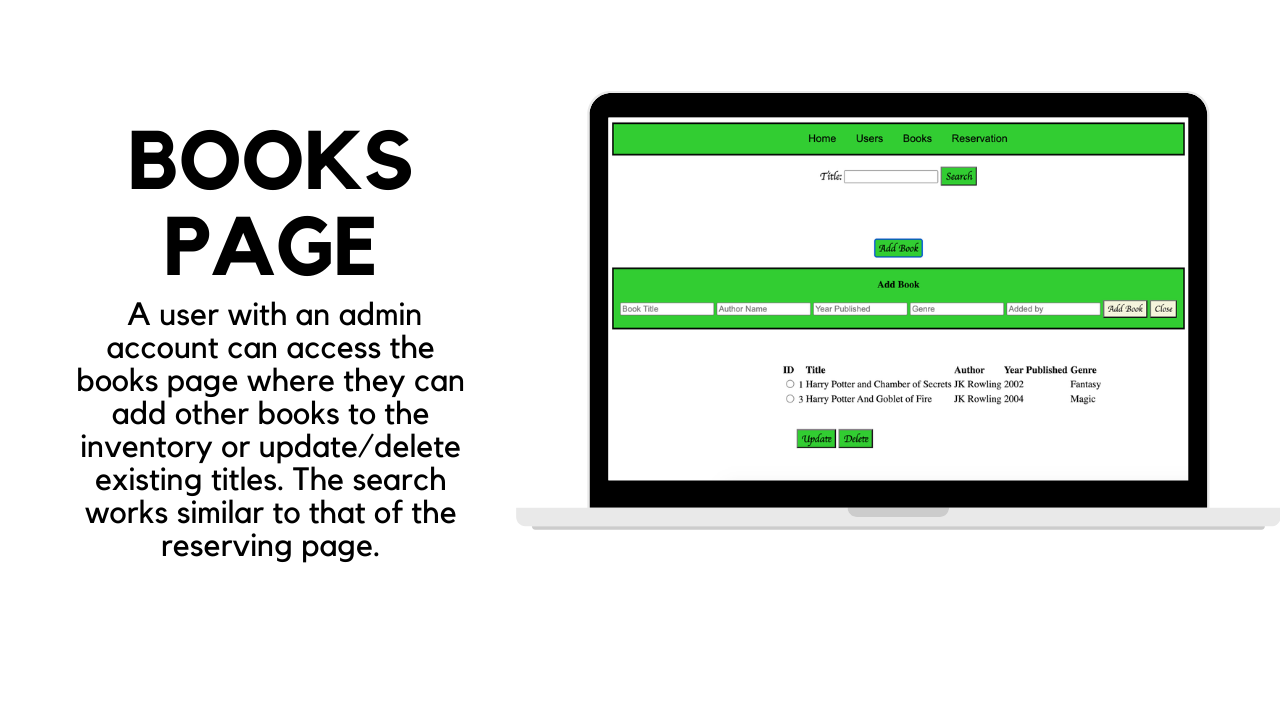 BOOKS
PAGE
A user with an admin
account can access the
books page where they can
add other books to the
inventory or update/delete
existing titles. The search
works similar to that of the
reserving page.
Home Users Books Reservation
Title: Search
Add Book
Add Book
Book Title Author Name Year Published Genre Added by Add Book Close
ID Title Author Year Published Genre
1 Harry Potter and Chamber of Secrets JK Rowling 2002 Fantasy
3 Harry Potter And Goblet of Fire JK Rowling 2004 Magic
Update Delete